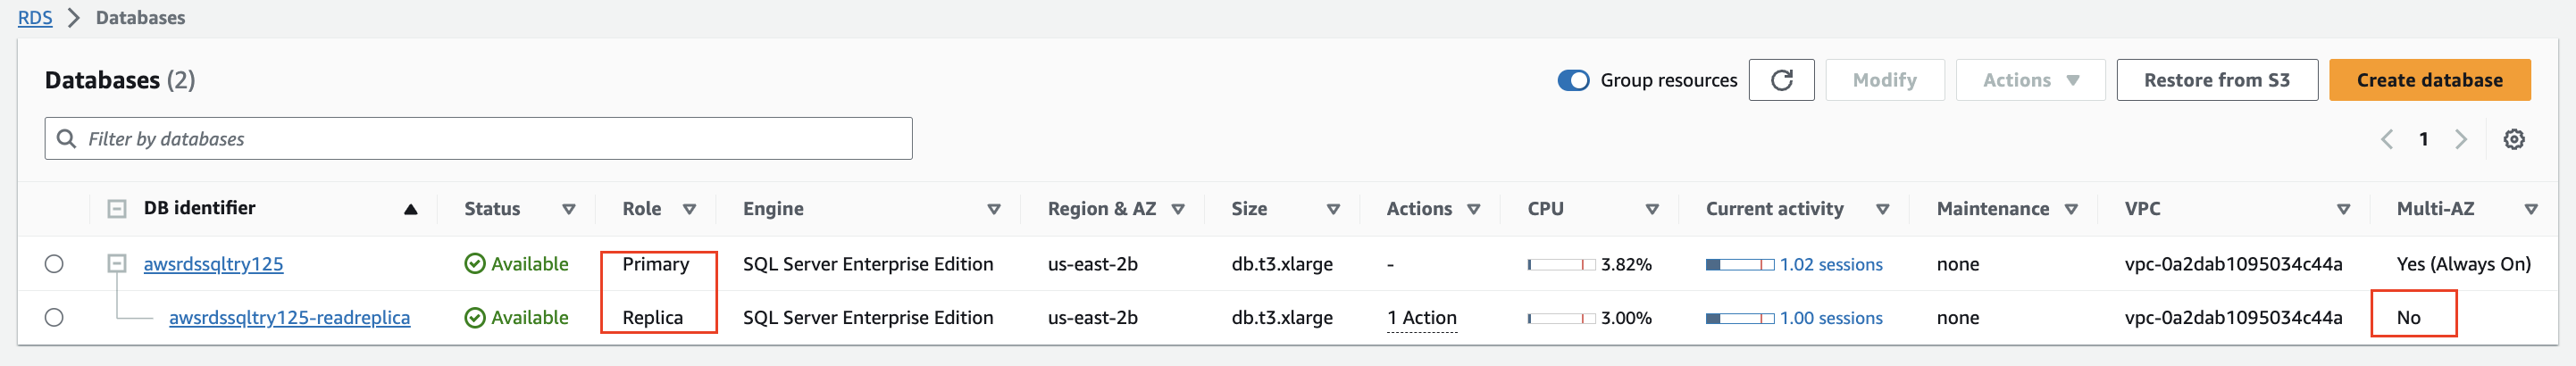 RDS > Databases
Databases (2) Group resources Modify Actions Restore from S3 Create database
Filter by databases 1
DB identifier Status Role Engine Region & AZ Size Actions CPU Current activity Maintenance VPC Multi-AZ
awsrdssqltry125 Available Primary SQL Server Enterprise Edition us-east-2b db.t3.xlarge - 3.82% 1.02 sessions none vpc-0a2dab1095034c44a Yes (Always On)
awsrdssqltry125-readreplica Available Replica SQL Server Enterprise Edition us-east-2b db.t3.xlarge 1 Action 3.00% 1.00 sessions none vpc-0a2dab1095034c44a No